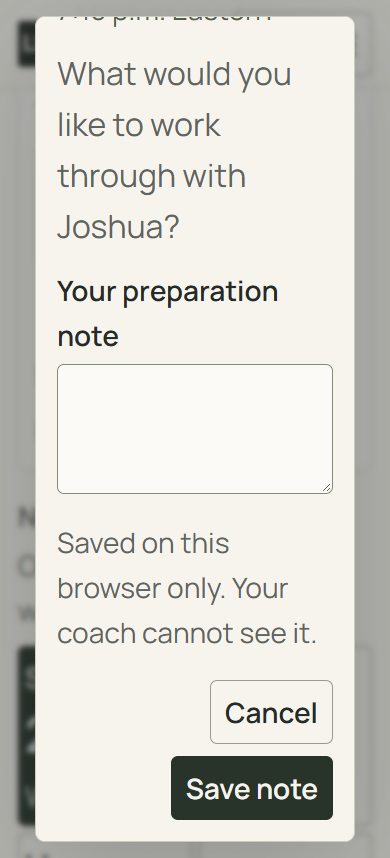 p.m. Eastern.
What would you
like to work
through with
Joshua?
Your preparation
note
Saved on this
browser only. Your
coach cannot see it.
Cancel
Save note